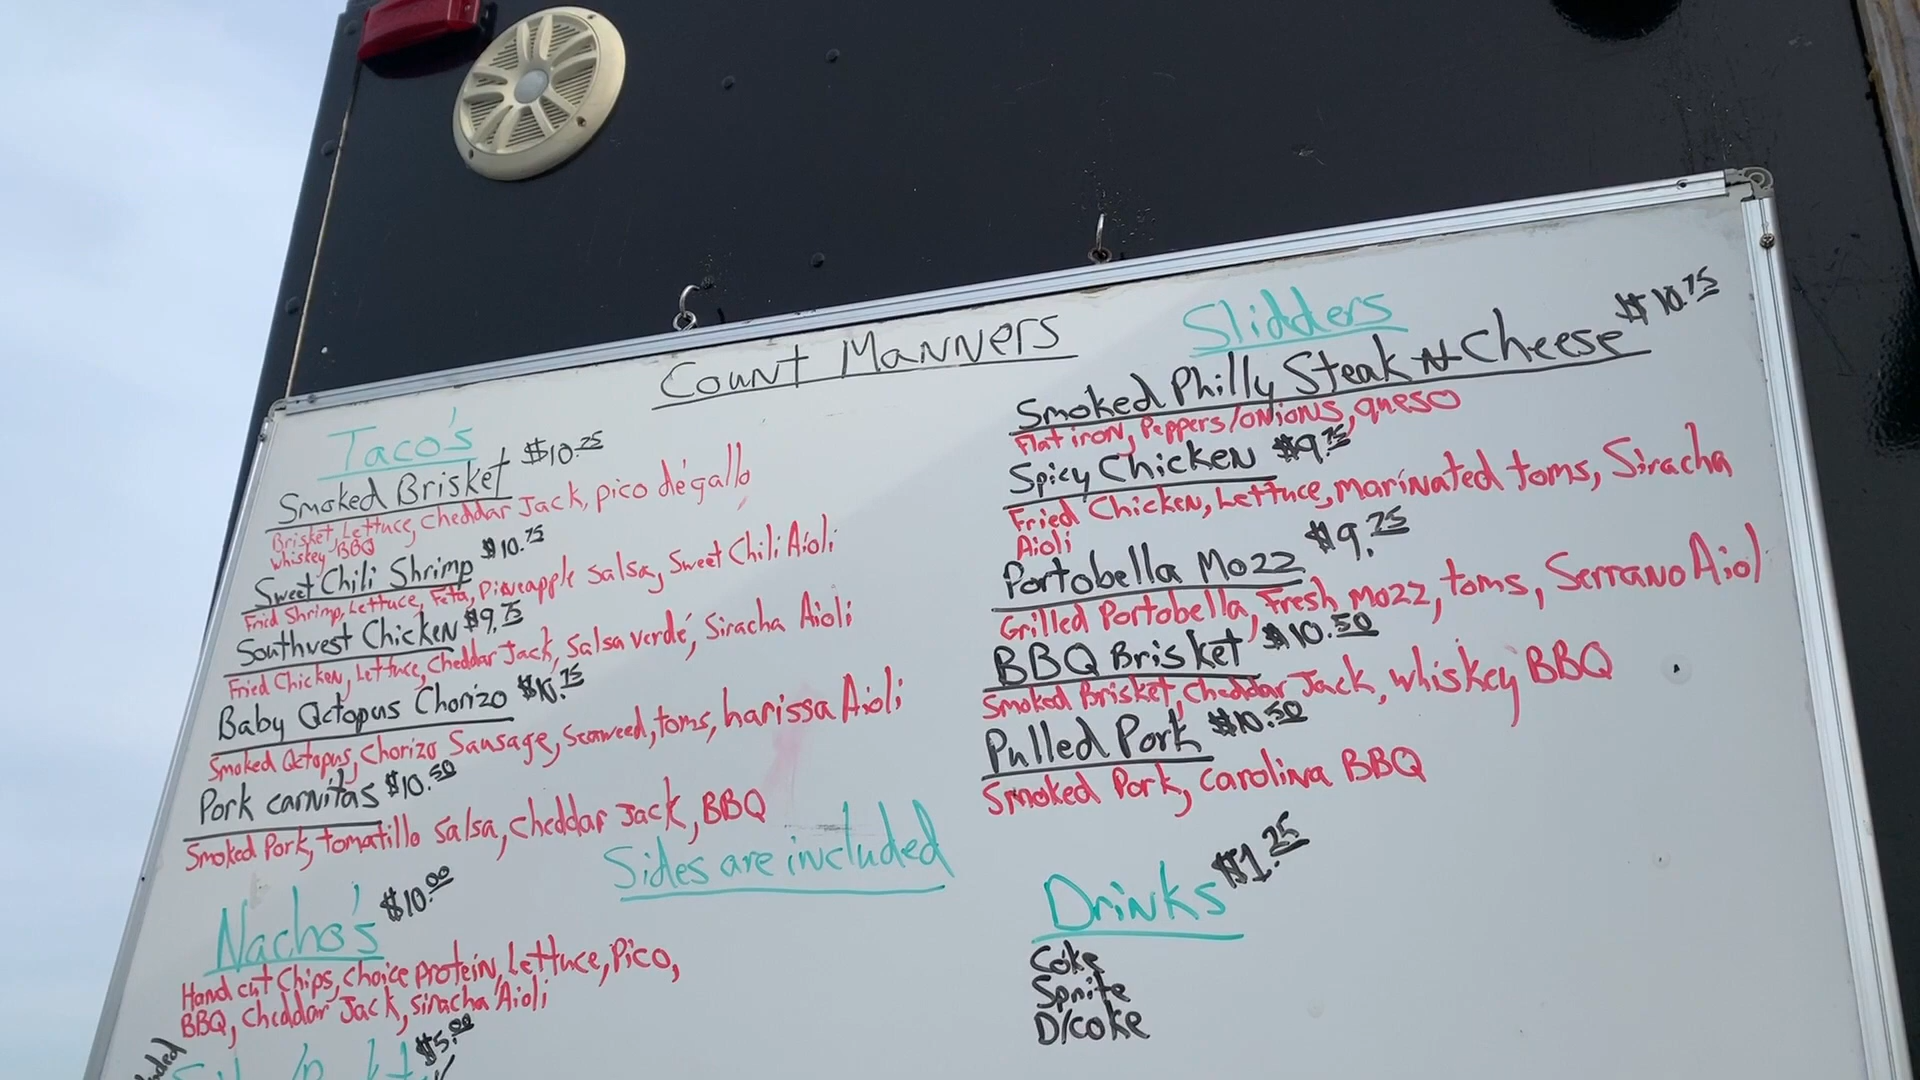 Count Manners
Taco's
Smoked Brisket $10.25
Brisket, Lettuce, Cheddar Jack, pico dé gallo
whiskey BBQ
Sweet Chili Shrimp $10.75
Fried Shrimp, Lettuce, Feta, Pineapple Salsa, Sweet Chili Aioli
Southwest Chicken $9.75
Fried Chicken, Lettuce, Cheddar Jack, Salsa verdé, Siracha Aioli
Baby Octopus Chorizo
Smoked Octopus, Chorizo Sausage, Seaweed, toms, harissa Aioli
Pork carnitas $10.50
Smoked Pork, tomatillo Salsa, Cheddar Jack, BBQ
Sides are included
Nacho's $10.00
Hand cut Chips, choice protein, Lettuce, Pico,
BBQ, Cheddar Jack, siracha Aioli
$5.00
Slidders
Smoked Philly Steak N Cheese $10.75
Flat iron, Peppers/onions, queso
Spicy Chicken $9.75
Fried Chicken, Lettuce, marinated toms, Siracha
Aioli
Portobella Mozz $9.75
Grilled Portobella, Fresh Mozz, toms, Serrano Aiol
BBQ Brisket $10.50
Smoked Brisket, Cheddar Jack, whiskey BBQ
Pulled Pork $10.50
Smoked Pork, Carolina BBQ
Drinks $1.25
Coke
Sprite
D/coke